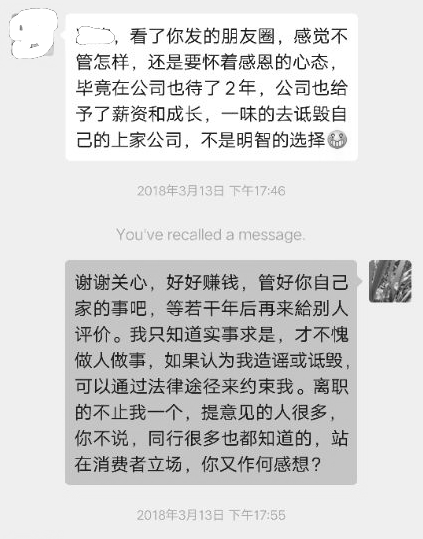 ，看了你发的朋友圈，感觉不
管怎样，还是要怀着感恩的心态，
毕竟在公司也待了2年，公司也给
予了薪资和成长，一味的去诋毁自
己的上家公司，不是明智的选择
2018年3月13日 下午17:46
You've recalled a message.
谢谢关心，好好赚钱，管好你自己
家的事吧，等若干年后再来給别人
评价。我只知道实事求是，才不愧
做人做事，如果认为我造谣或诋毁，
可以通过法律途径来约束我。离职
的不止我一个，提意见的人很多，
你不说，同行很多也都知道的，站
在消费者立场，你又作何感想？
2018年3月13日 下午17:55